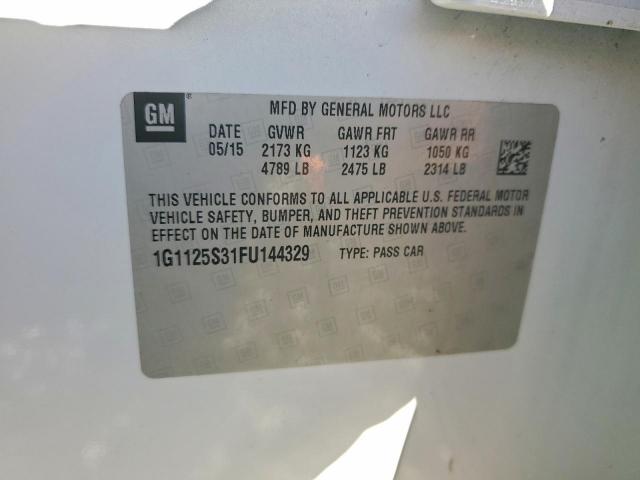 GM ®
MFD BY GENERAL MOTORS LLC
DATE GVWR GAWR FRT GAWR RR
05/15 2173 KG 1123 KG 1050 KG
4789 LB 2475 LB 2314 LB
THIS VEHICLE CONFORMS TO ALL APPLICABLE U.S. FEDERAL MOTOR
VEHICLE SAFETY, BUMPER, AND THEFT PREVENTION STANDARDS IN
EFFECT ON THE DATE OF MANUFACTURE SHOWN ABOVE.
1G1125S31FU144329 TYPE: PASS CAR